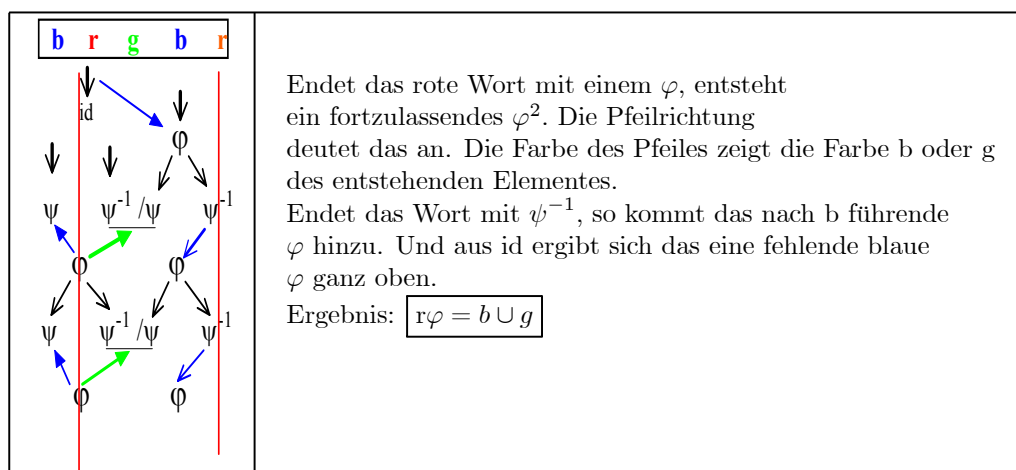 b r g b r
id
φ
ψ ψ⁻¹ /ψ ψ⁻¹
φ φ
ψ ψ⁻¹ /ψ ψ⁻¹
φ φ
Endet das rote Wort mit einem φ, entsteht
ein fortzulassendes φ². Die Pfeilrichtung
deutet das an. Die Farbe des Pfeiles zeigt die Farbe b oder g
des entstehenden Elementes.
Endet das Wort mit ψ⁻¹, so kommt das nach b führende
φ hinzu. Und aus id ergibt sich das eine fehlende blaue
φ ganz oben.
Ergebnis: rφ = b ∪ g